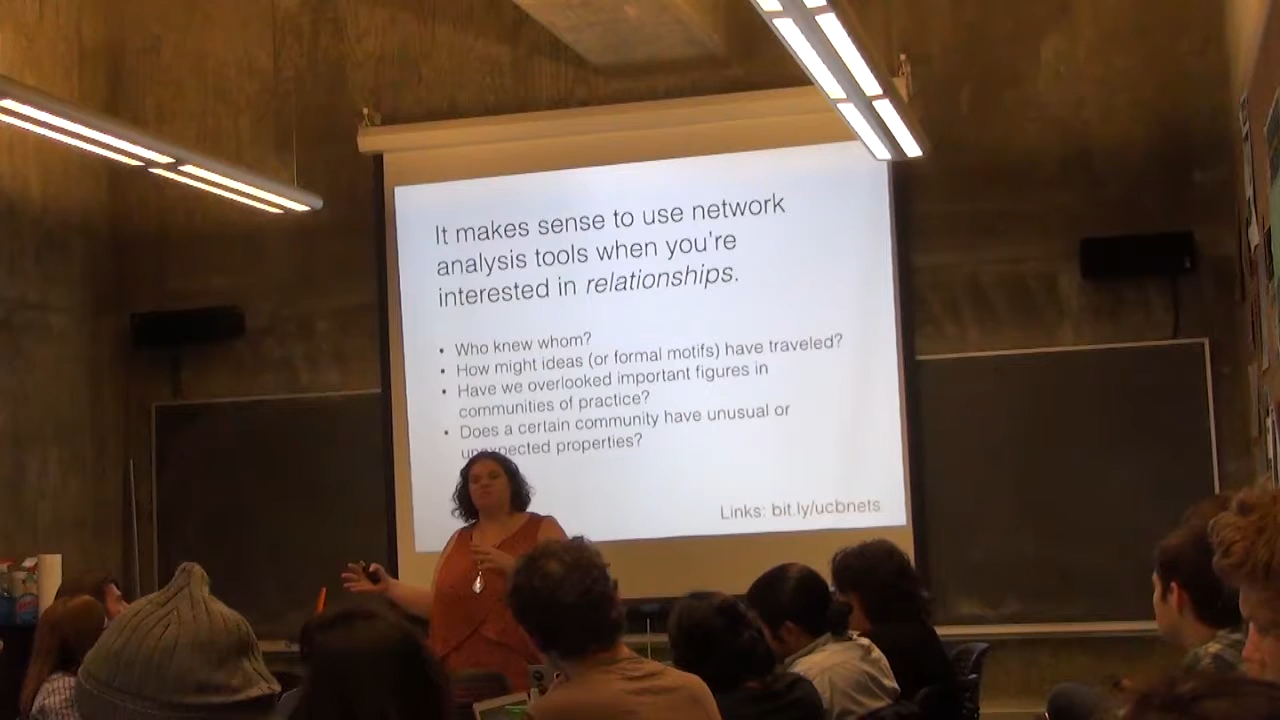 It makes sense to use network
analysis tools when you're
interested in relationships.
• Who knew whom?
• How might ideas (or formal motifs) have traveled?
• Have we overlooked important figures in
communities of practice?
• Does a certain community have unusual or
unexpected properties?
Links: bit.ly/ucbnets